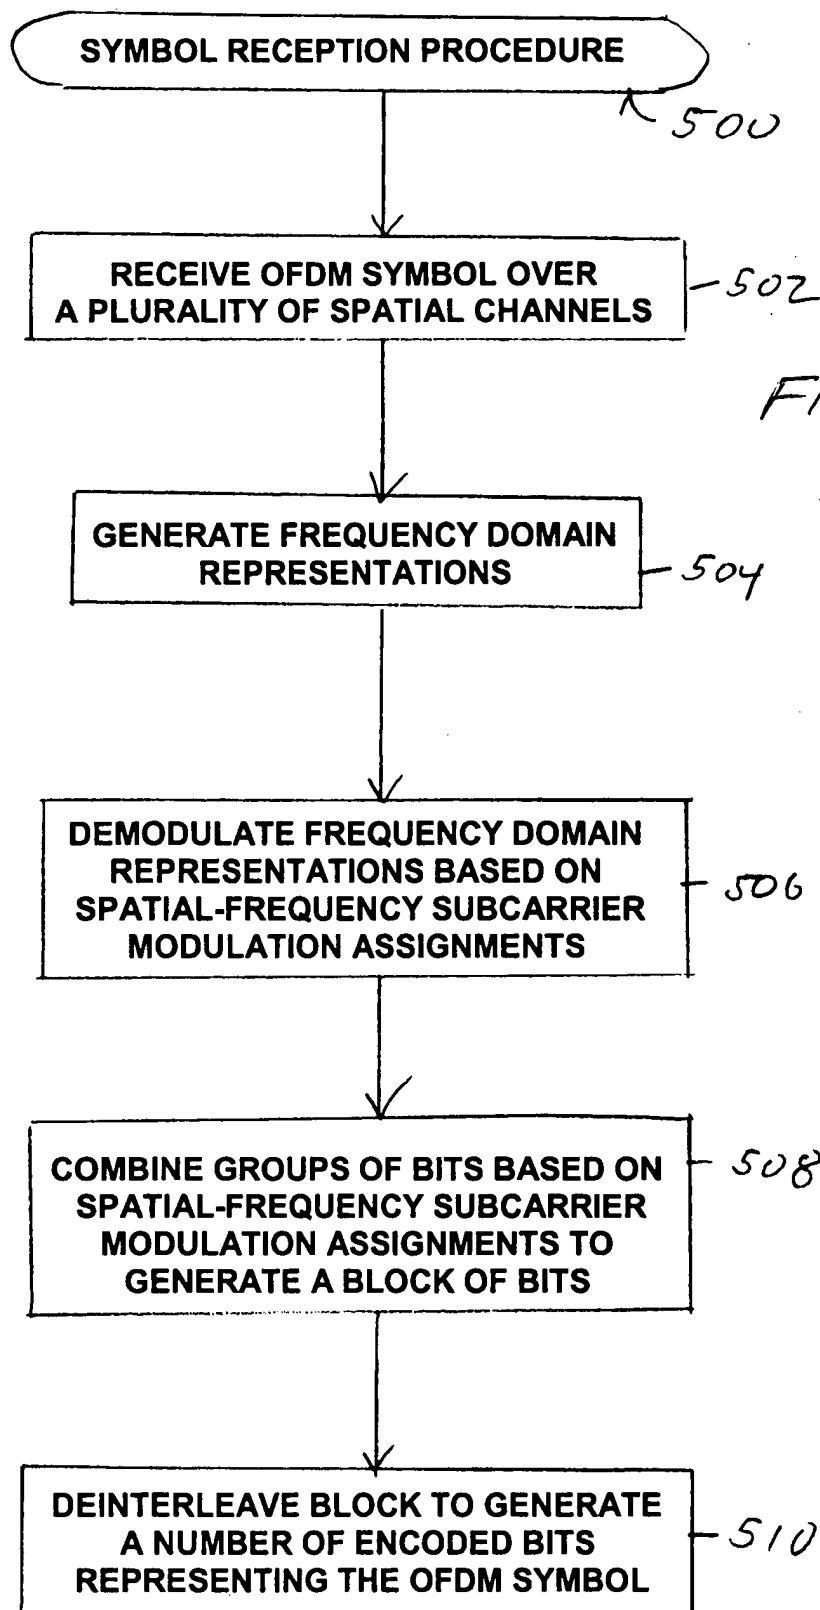 SYMBOL RECEPTION PROCEDURE
500
RECEIVE OFDM SYMBOL OVER
A PLURALITY OF SPATIAL CHANNELS
502
GENERATE FREQUENCY DOMAIN
REPRESENTATIONS
504
DEMODULATE FREQUENCY DOMAIN
REPRESENTATIONS BASED ON
SPATIAL-FREQUENCY SUBCARRIER
MODULATION ASSIGNMENTS
506
COMBINE GROUPS OF BITS BASED ON
SPATIAL-FREQUENCY SUBCARRIER
MODULATION ASSIGNMENTS TO
GENERATE A BLOCK OF BITS
508
DEINTERLEAVE BLOCK TO GENERATE
A NUMBER OF ENCODED BITS
REPRESENTING THE OFDM SYMBOL
510